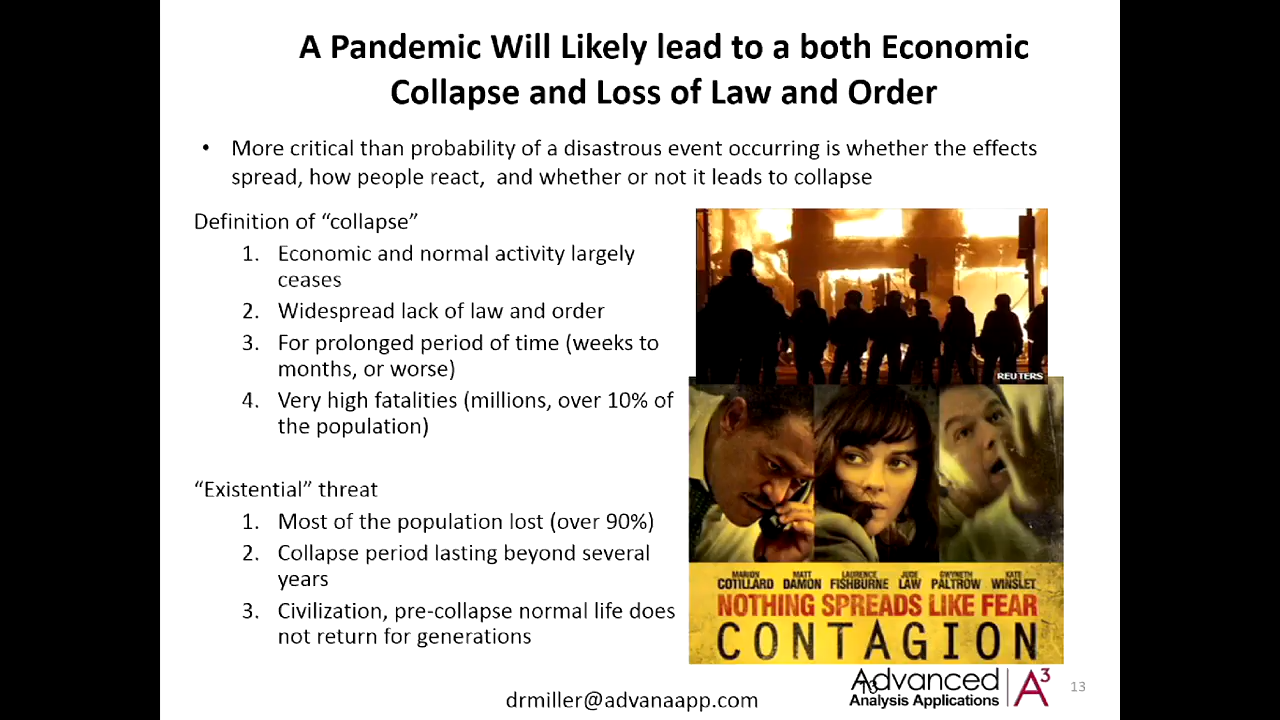 A Pandemic Will Likely lead to a both Economic
Collapse and Loss of Law and Order
• More critical than probability of a disastrous event occurring is whether the effects
spread, how people react, and whether or not it leads to collapse
Definition of “collapse”
1. Economic and normal activity largely
ceases
2. Widespread lack of law and order
3. For prolonged period of time (weeks to
months, or worse)
4. Very high fatalities (millions, over 10% of
the population)
“Existential” threat
1. Most of the population lost (over 90%)
2. Collapse period lasting beyond several
years
3. Civilization, pre-collapse normal life does
not return for generations
REUTERS
MARION COTILLARD MATT DAMON LAURENCE FISHBURNE JUDE LAW GWYNETH PALTROW KATE WINSLET
NOTHING SPREADS LIKE FEAR
CONTAGION
drmiller@advanaapp.com
13
Advanced
Analysis Applications
A3
13